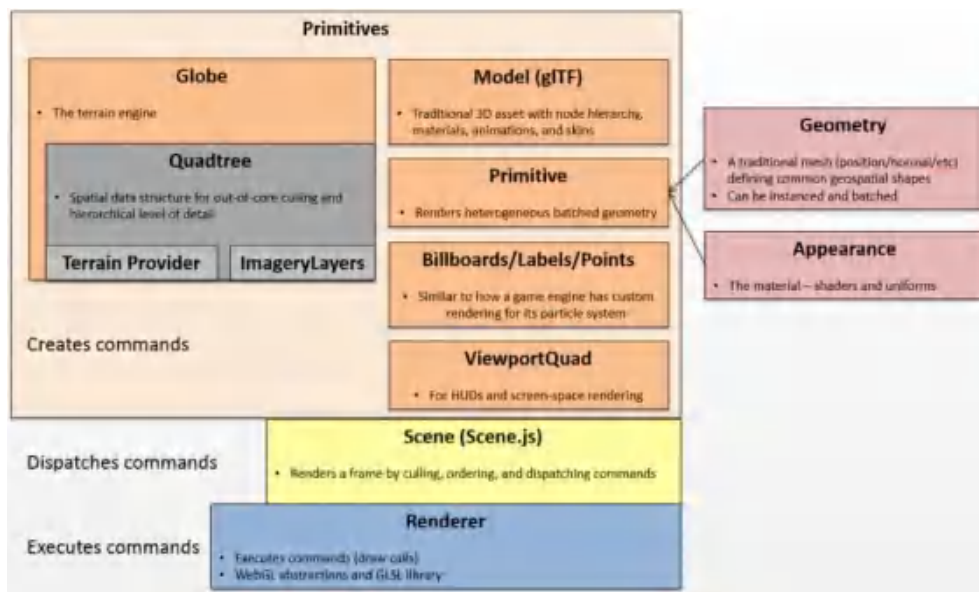 Primitives
Globe
• The terrain engine
Quadtree
• Spatial data structure for out-of-core culling and
hierarchical level of detail
Terrain Provider
ImageryLayers
Model (glTF)
• Traditional 3D asset with node hierarchy,
materials, animations, and skins
Primitive
• Renders heterogeneous batched geometry
Billboards/Labels/Points
• Similar to how a game engine has custom
rendering for its particle system
ViewportQuad
• For HUDs and screen-space rendering
Geometry
• A traditional mesh (position/normal/etc)
defining common geospatial shapes
• Can be instanced and batched
Appearance
• The material – shaders and uniforms
Creates commands
Dispatches commands
Scene (Scene.js)
• Renders a frame by culling, ordering, and dispatching commands
Executes commands
Renderer
• Executes commands (draw calls)
• WebGL abstractions and GLSL library